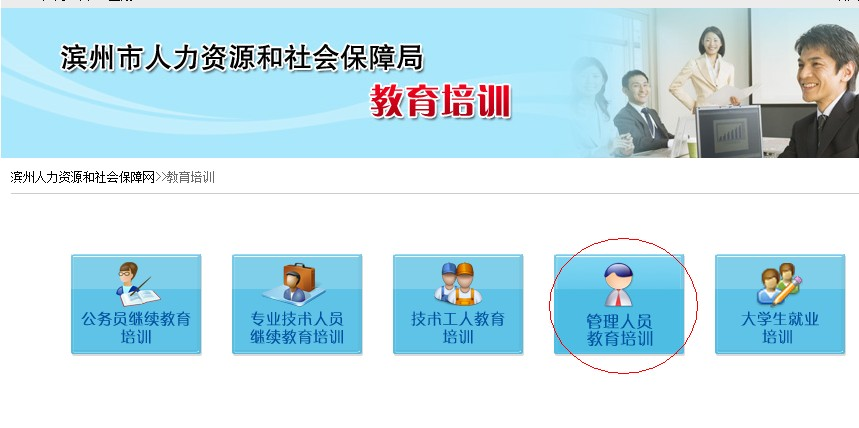 滨州市人力资源和社会保障局
教育培训
滨州人力资源和社会保障网>>教育培训
公务员继续教育
培训
专业技术人员
继续教育培训
技术工人教育
培训
管理人员
教育培训
大学生就业
培训